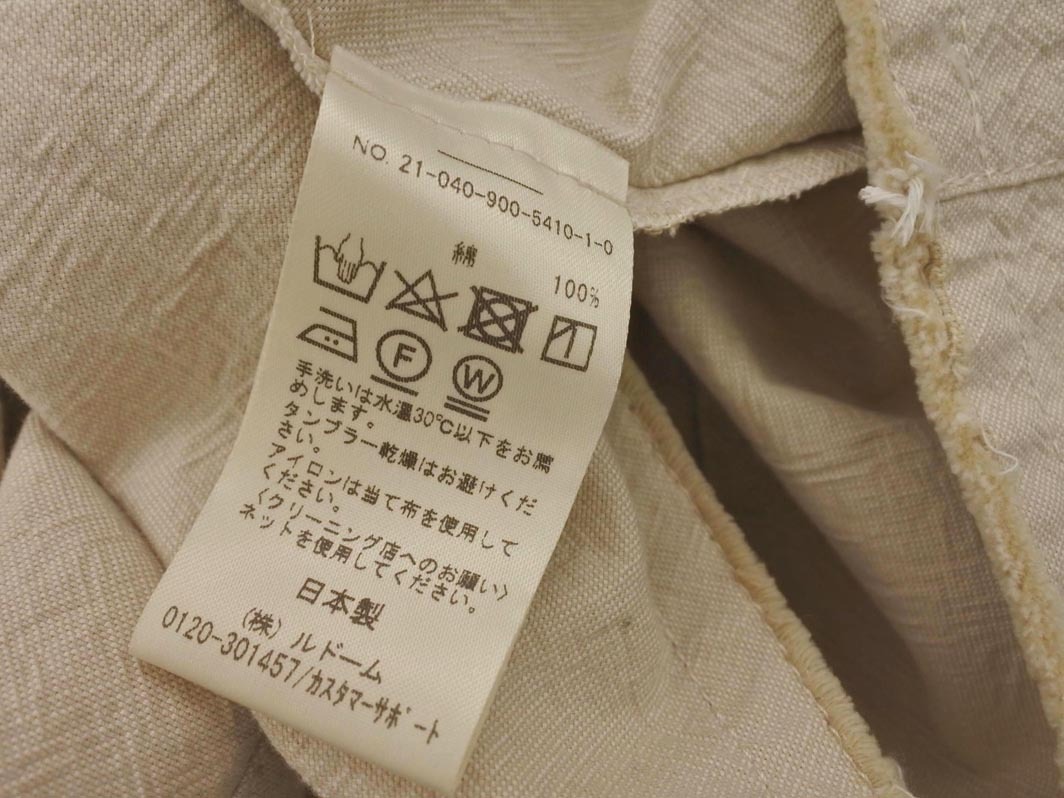 NO. 21-040-900-5410-1-0
綿
100%
F
W
手洗いは水温30℃以下をお薦
めします。
タンブラー乾燥はお避けくだ
さい。
アイロンは当て布を使用して
ください。
〈クリーニング店へのお願い〉
ネットを使用してください。
日本製
(株)ルドーム
0120-301457/カスタマーサポート